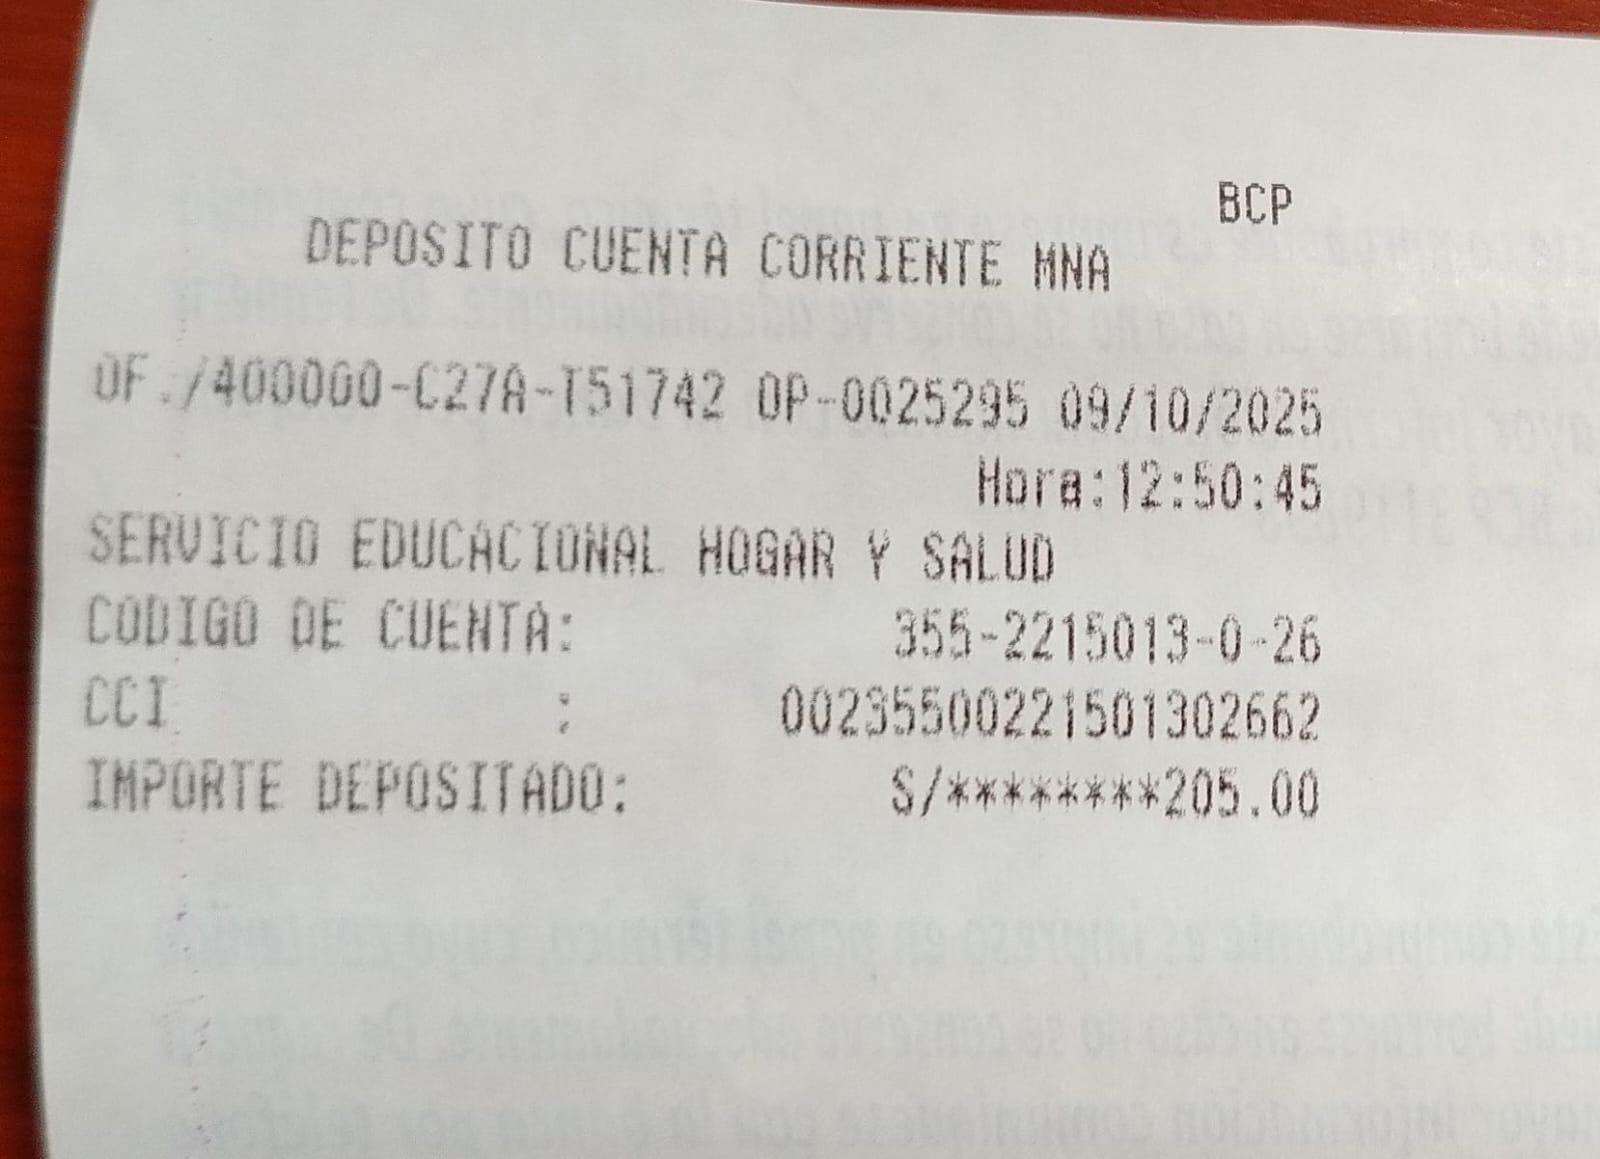 BCP
DEPOSITO CUENTA CORRIENTE MNA
OF./400000-C27A-T51742 OP-0025295 09/10/2025
Hora:12:50:45
SERVICIO EDUCACIONAL HOGAR Y SALUD
CODIGO DE CUENTA: 355-2215013-0-26
CCI : 00235500221501302662
IMPORTE DEPOSITADO: S/********205.00